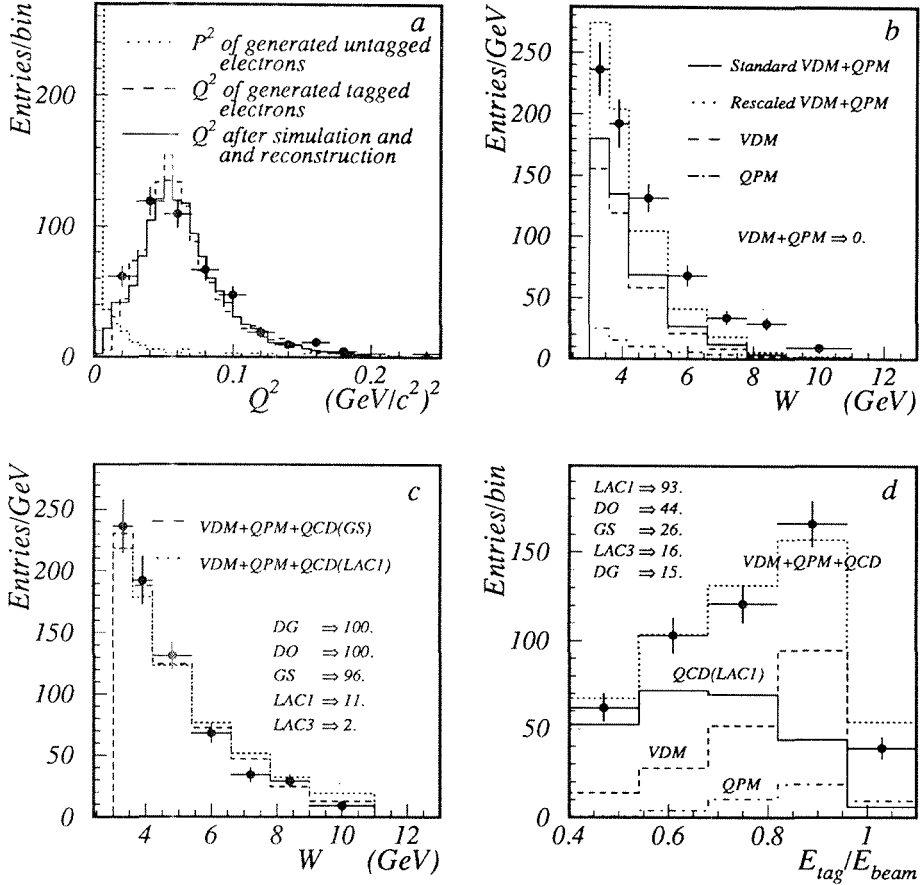 a
Entries/bin
200
100
0
P² of generated untagged
electrons
Q² of generated tagged
electrons
Q² after simulation and
and reconstruction
0
0.1
0.2
Q²
(GeV/c²)²
b
Entries/GeV
250
200
150
100
50
0
Standard VDM+QPM
Rescaled VDM+QPM
VDM
QPM
VDM+QPM ⇒ 0.
4
6
8
10
12
W
(GeV)
c
Entries/GeV
250
200
150
100
50
0
VDM+QPM+QCD(GS)
VDM+QPM+QCD(LAC1)
DG ⇒ 100.
DO ⇒ 100.
GS ⇒ 96.
LAC1 ⇒ 11.
LAC3 ⇒ 2.
4
6
8
10
12
W
(GeV)
d
Entries/bin
150
100
50
0
LAC1 ⇒ 93.
DO ⇒ 44.
GS ⇒ 26.
LAC3 ⇒ 16.
DG ⇒ 15.
VDM+QPM+QCD
QCD(LAC1)
VDM
QPM
0.4
0.6
0.8
1
E_tag/E_beam